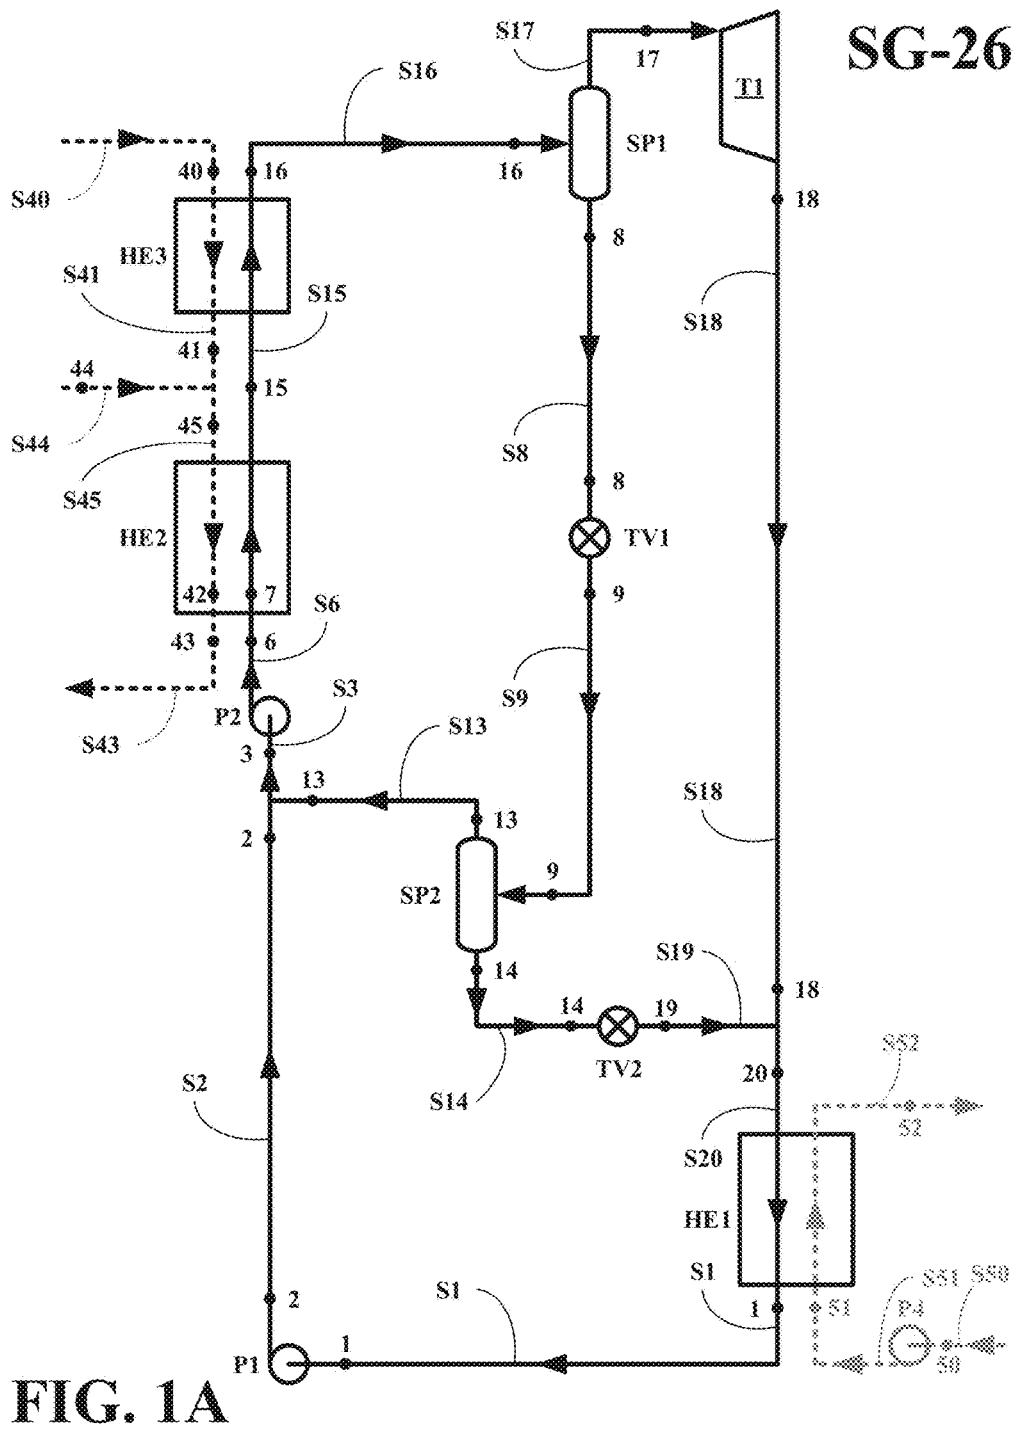 S17
17
SG-26
S16
T1
SP1
16
S40
40
16
18
HE3
8
S41
S15
S18
41
44
15
45
S44
S8
S45
8
HE2
TV1
42
7
9
S6
43
6
S3
S9
P2
S13
S43
3
13
S18
13
2
9
SP2
14
S19
18
14
19
S52
TV2
20
S2
S14
52
S20
HE1
S1
S51
S50
S1
2
1
51
P4
1
50
P1
FIG. 1A